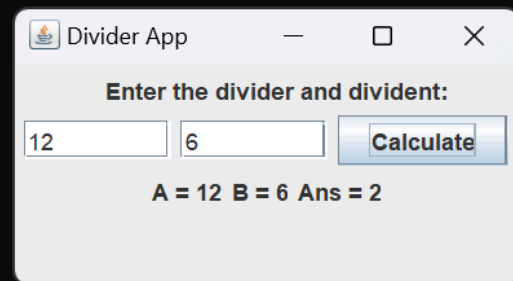 Divider App
Enter the divider and divident:
12 6 Calculate
A = 12 B = 6 Ans = 2